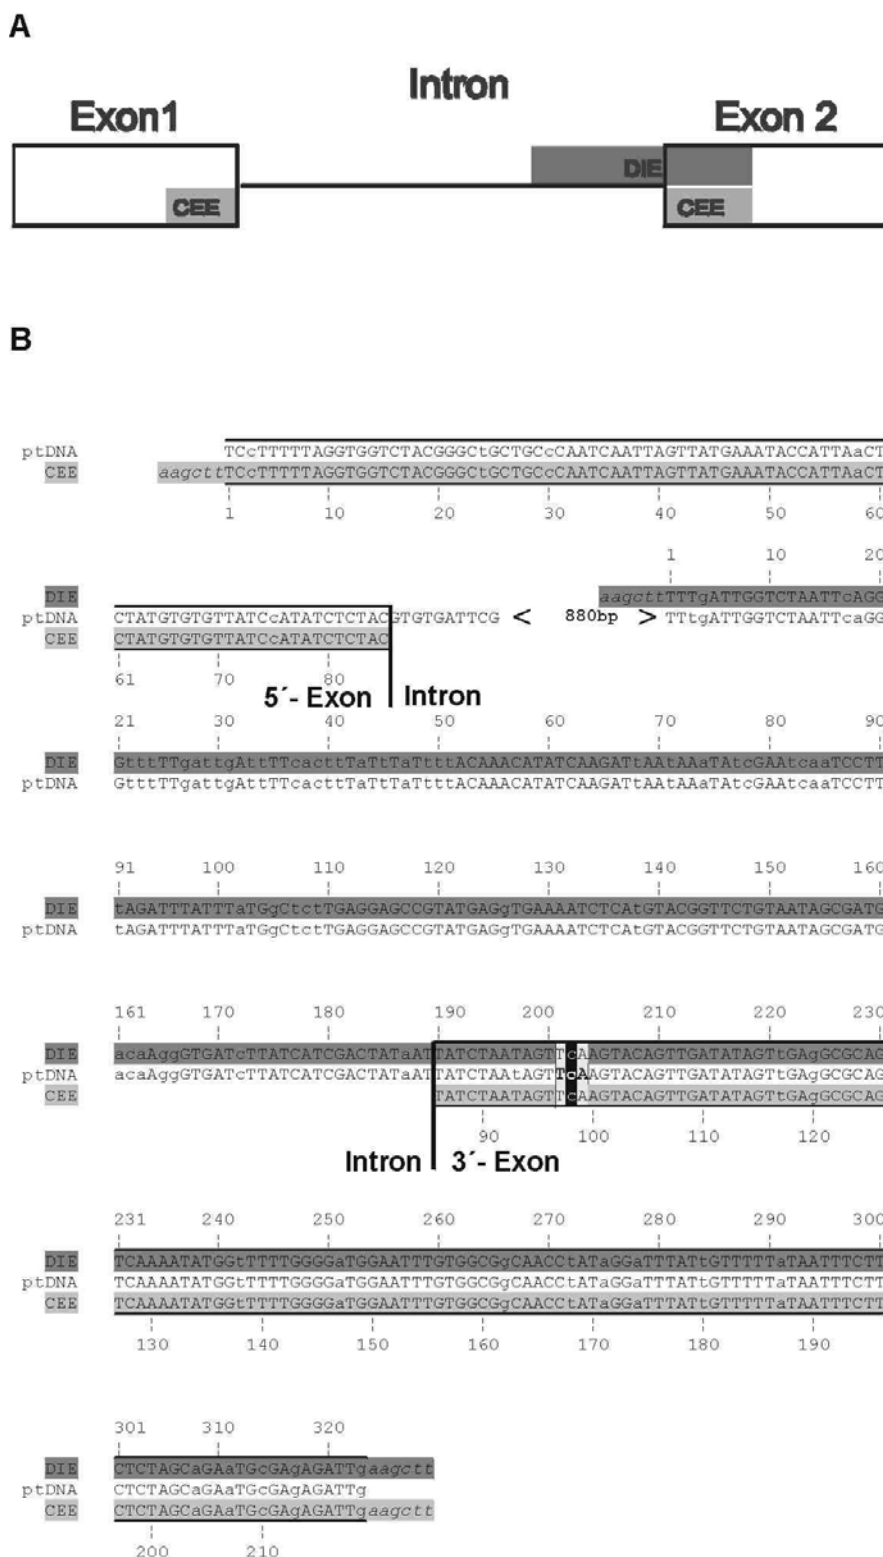 A
Intron
Exon1
Exon 2
DIE
CEE
CEE
B
ptDNA TCcTTTTTAGGTGGTCTACGGGCtGCTGCcCAATCAATTAGTTATGAAATACCATTAaCT
CEE aagcttTCcTTTTTAGGTGGTCTACGGGCtGCTGCcCAATCAATTAGTTATGAAATACCATTAaCT
1 10 20 30 40 50 60
1 10 20
DIE aagcttTTTgATTGGTCTAATTcAGG
ptDNA CTATGTGTGTTATCcATATCTCTACGTGTGATTCG < 880bp > TTtgATTGGTCTAATTcaGG
CEE CTATGTGTGTTATCcATATCTCTAC
61 70 80
5´- Exon Intron
21 30 40 50 60 70 80 90
DIE GtttTTgattgAttTTcactttTaTtTaTtttACAAACATATCAAGATtAAtAAaTAtcGAAtcaaTCCTT
ptDNA GtttTTgattgAttTTcactttTaTtTaTtttACAAACATATCAAGATtAAtAAaTAtcGAAtcaaTCCTT
91 100 110 120 130 140 150 160
DIE tAGATTTATTTaTGgCtctTGAGGAGCCGTATGAGgTGAAAATCTCAtGTACGGTTCTGTAATAGCGATG
ptDNA tAGATTTATTTaTGgCtctTGAGGAGCCGTATGAGgTGAAAATCTCAtGTACGGTTCTGTAATAGCGATG
161 170 180 190 200 210 220 230
DIE acaAggGTGATcTTATCATCGACTATaATTATCTAATAGTTcAAGTACAGTTGATATAGTtGAgGCGCAG
ptDNA acaAggGTGATcTTATCATCGACTATaATTATCTAAtAGTTcAAGTACAGTTGATATAGTtGAgGCGCAG
CEE TATCTAATAGTTcAAGTACAGTTGATATAGTtGAgGCGCAG
90 100 110 120
Intron 3´- Exon
231 240 250 260 270 280 290 300
DIE TCAAAATATGGtTTTTGGGGaTGGAATTTGTGGCGgCAACCtATaGGaTTTATtGTTTTTaTAATTTCTT
ptDNA TCAAAATATGGtTTTTGGGGaTGGAATTTGTGGCGgCAACCtATaGGaTTTATtGTTTTTaTAATTTCTT
CEE TCAAAATATGGtTTTTGGGGaTGGAATTTGTGGCGgCAACCtATaGGaTTTATtGTTTTTaTAATTTCTT
130 140 150 160 170 180 190
301 310 320
DIE CTCTAGCaGAaTGcGAgAGATTgaagctt
ptDNA CTCTAGCaGAaTGcGAgAGATTg
CEE CTCTAGCaGAaTGcGAgAGATTgaagctt
200 210